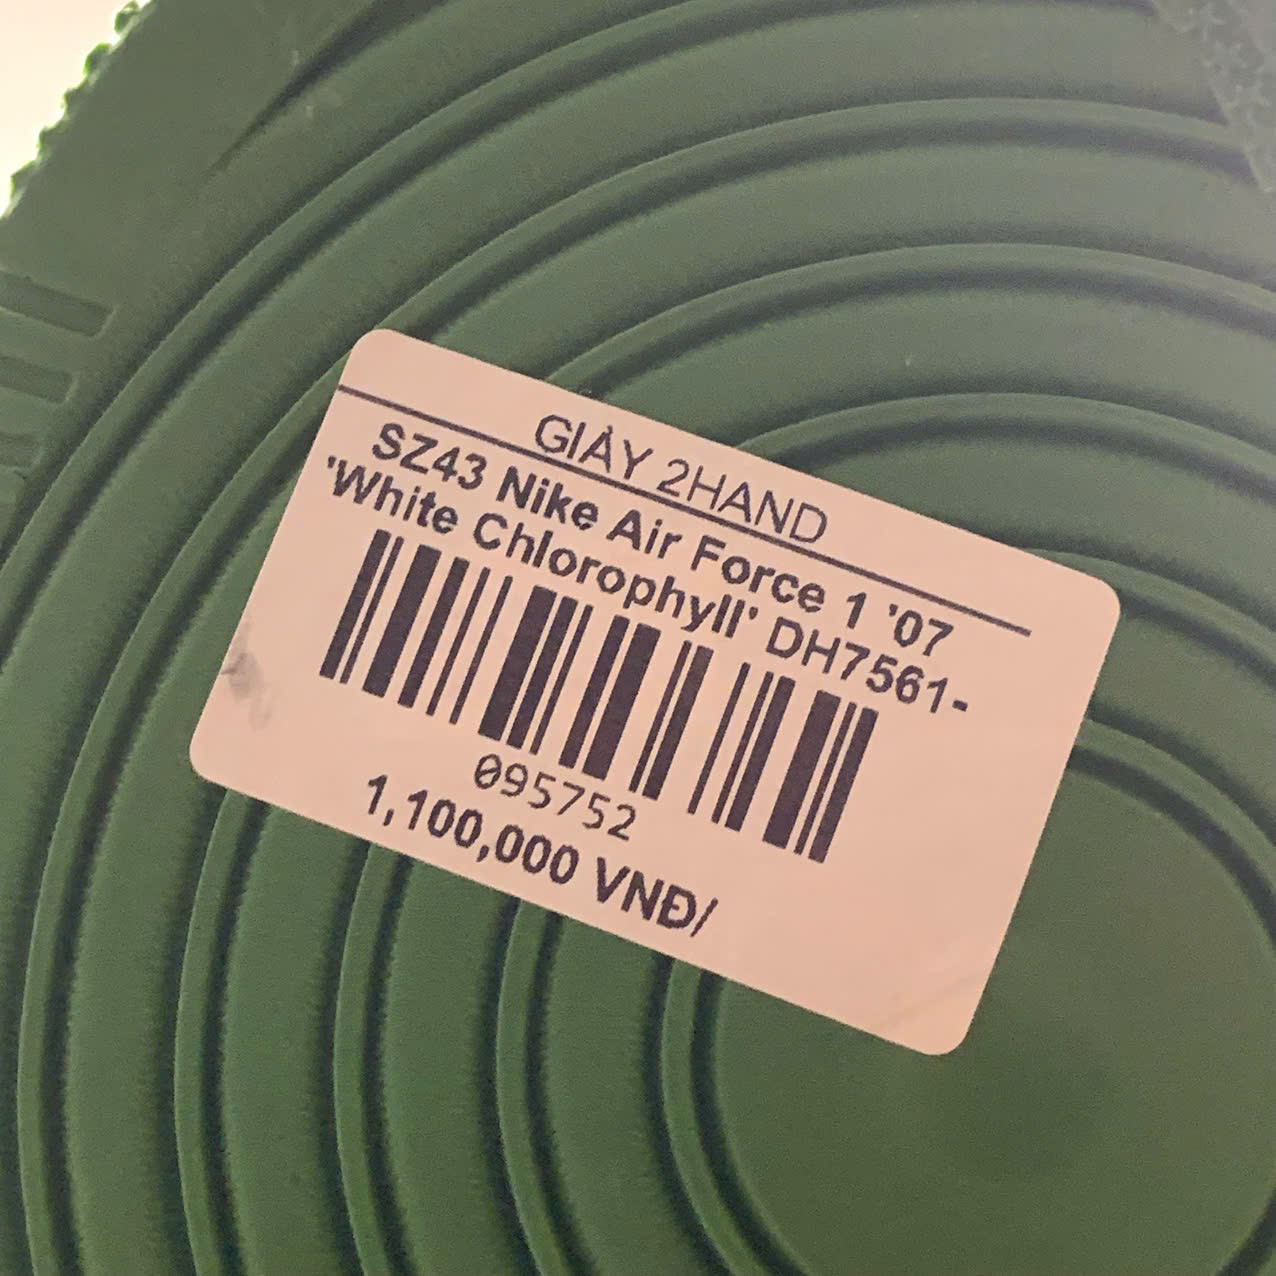 GIÀY 2HAND
SZ43 Nike Air Force 1 '07
'White Chlorophyll' DH7561-
095752
1,100,000 VNĐ/